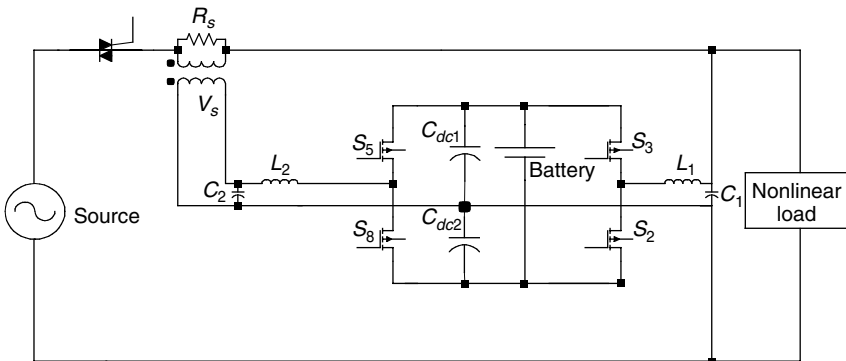 Rs
Vs
S5
Cdc1
S3
L2
Battery
L1
C2
C1
Nonlinear
load
Source
S8
Cdc2
S2